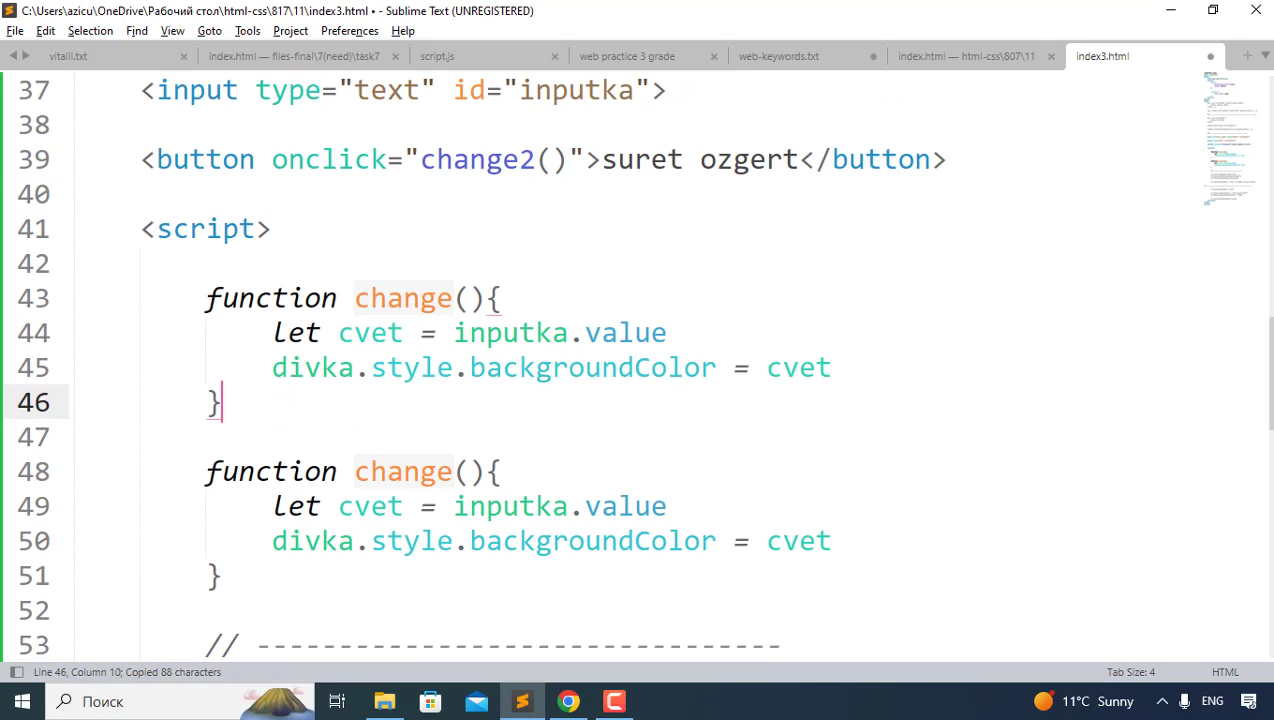 C:\Users\azicu\OneDrive\Рабочий стол\html-css\817\11\index3.html • - Sublime Text (UNREGISTERED)
File Edit Selection Find View Goto Tools Project Preferences Help
vitalii.txt index.html — files-final\7(need)\task7 script.js web practice 3 grade web-keywords.txt index.html — html-css\807\11 index3.html
37 <input type="text" id="inputka">
38
39 <button onclick="change2()">suret ozgert</button>
40
41 <script>
42
43 function change(){
44 let cvet = inputka.value
45 divka.style.backgroundColor = cvet
46 }
47
48 function change(){
49 let cvet = inputka.value
50 divka.style.backgroundColor = cvet
51 }
52
53 // --------------------------------
Line 46, Column 10; Copied 88 characters Tab Size: 4 HTML
Поиск 11°C Sunny ENG